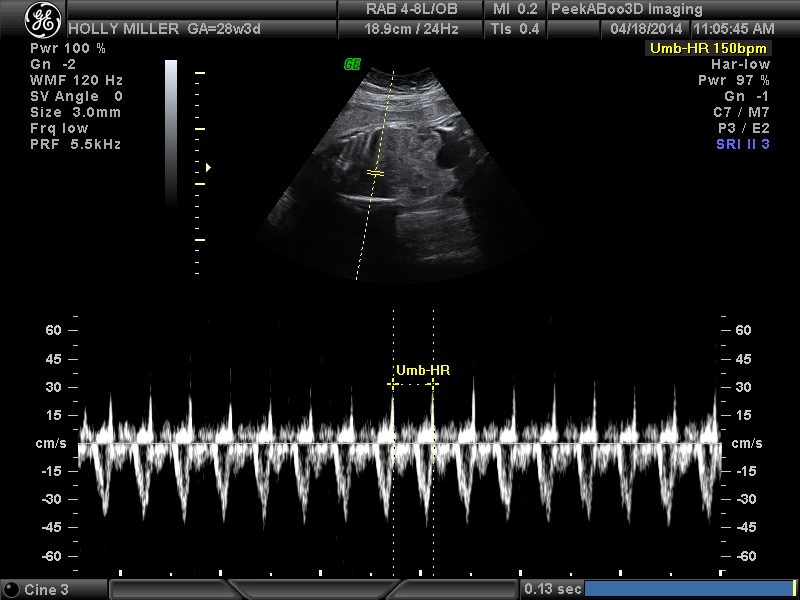 GE HOLLY MILLER GA=28w3d RAB 4-8L/OB MI 0.2 PeekABoo3D Imaging
18.9cm / 24Hz TIs 0.4 04/18/2014 11:05:45 AM
Pwr 100 %
Gn -2
WMF 120 Hz
SV Angle 0
Size 3.0mm
Frq low
PRF 5.5kHz
GE
Umb-HR 150bpm
Har-low
Pwr 97 %
Gn -1
C7 / M7
P3 / E2
SRI II 3
60 60
45 45
Umb-HR
30 30
15 15
cm/s cm/s
-15 -15
-30 -30
-45 -45
-60 -60
Cine 3 0.13 sec